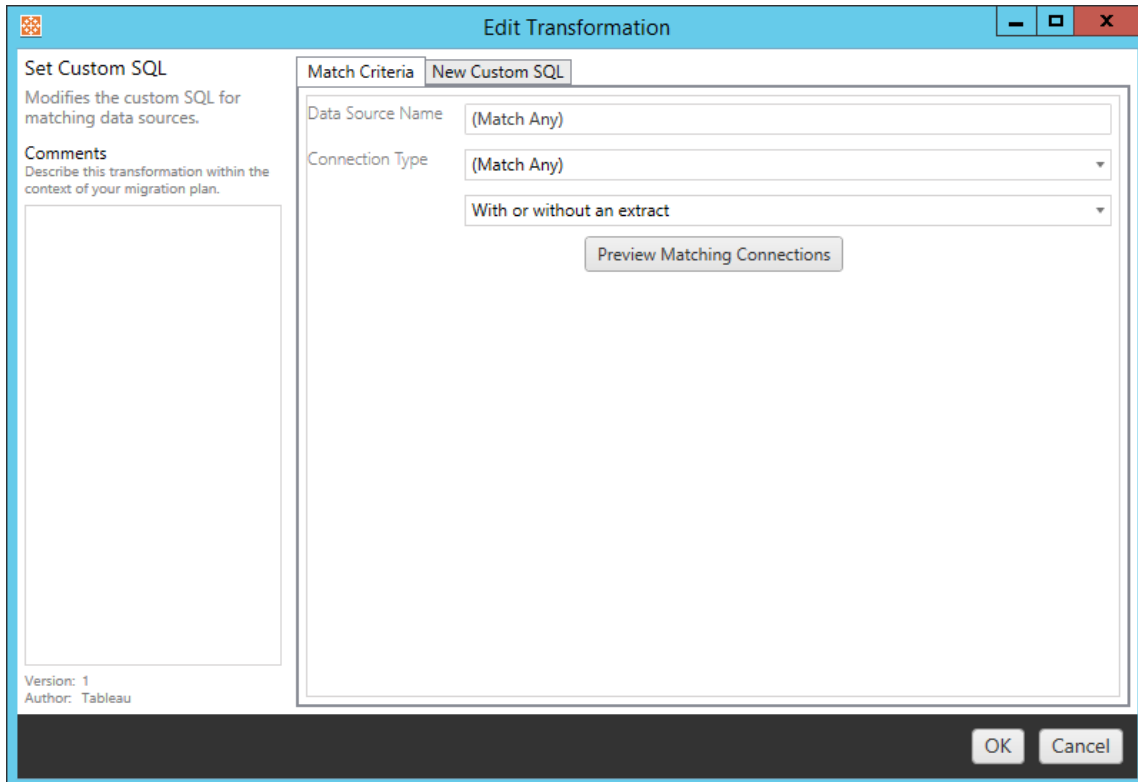 Edit Transformation
Set Custom SQL
Modifies the custom SQL for
matching data sources.
Comments
Describe this transformation within the
context of your migration plan.
Version: 1
Author: Tableau
Match Criteria
New Custom SQL
Data Source Name
(Match Any)
Connection Type
(Match Any)
With or without an extract
Preview Matching Connections
OK
Cancel